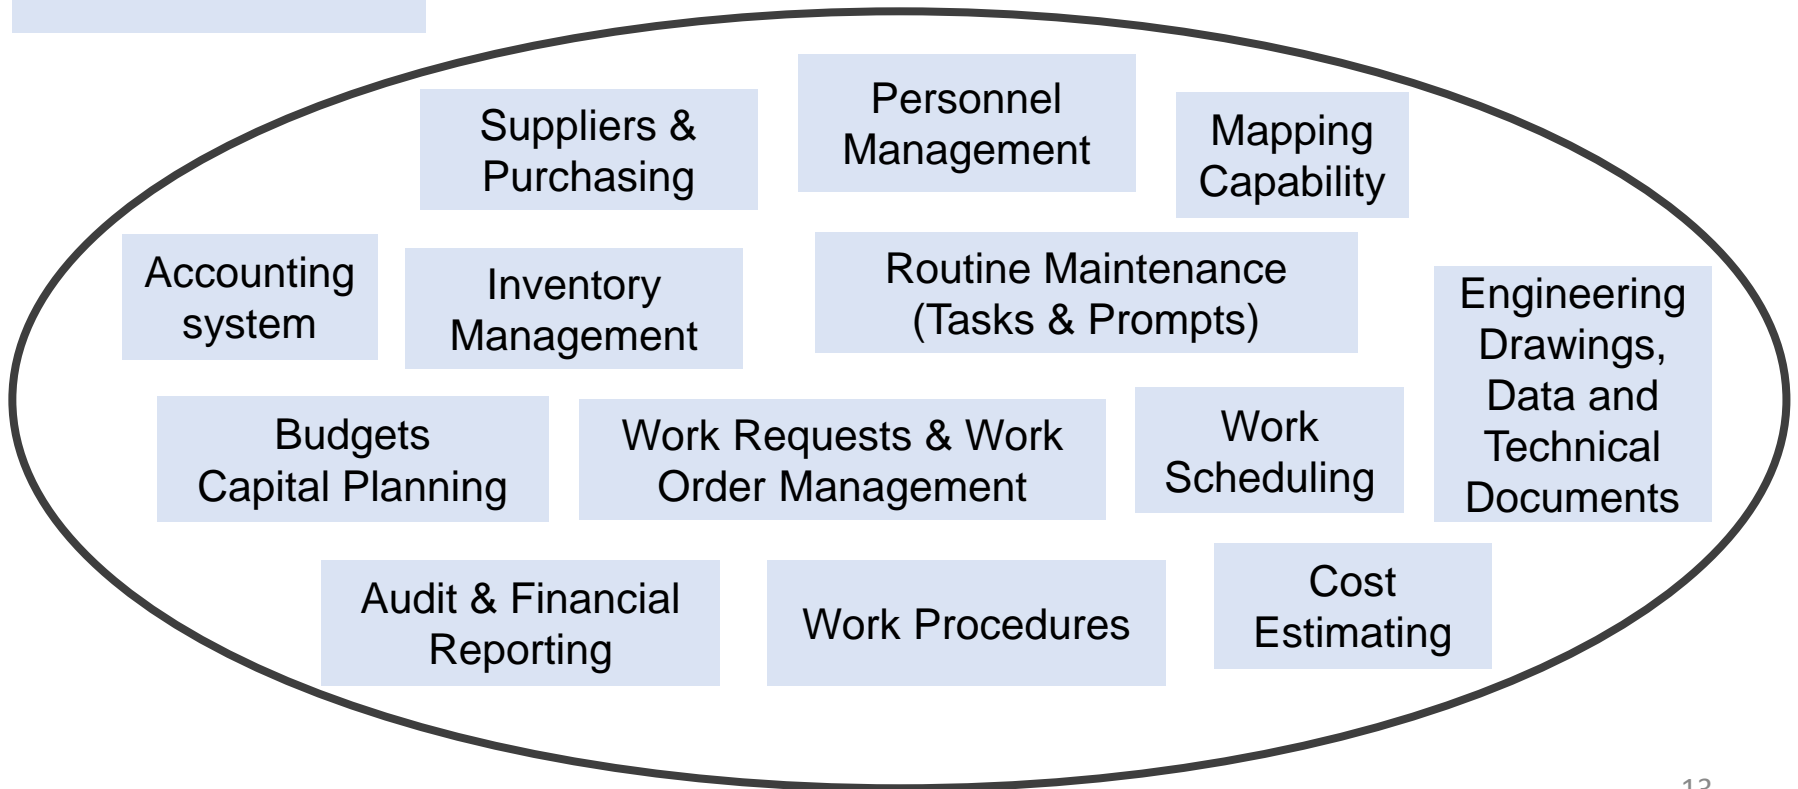 Suppliers &
Purchasing
Personnel
Management
Mapping
Capability
Accounting
system
Inventory
Management
Routine Maintenance
(Tasks & Prompts)
Engineering
Drawings,
Data and
Technical
Documents
Budgets
Capital Planning
Work Requests & Work
Order Management
Work
Scheduling
Audit & Financial
Reporting
Work Procedures
Cost
Estimating